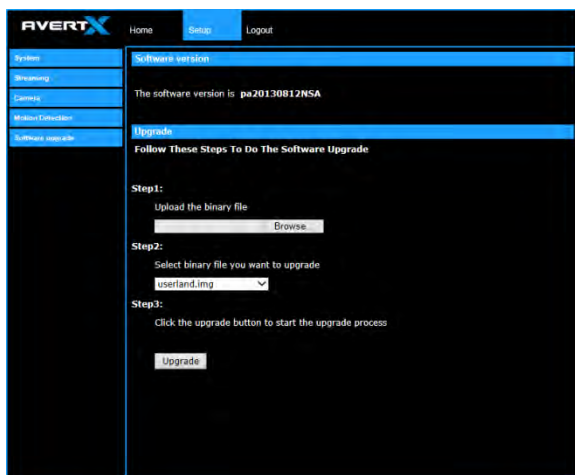 AVERTX
Home Setup Logout
System
Streaming
Camera
Motion Detection
Software upgrade
Software version
The software version is pa20130812NSA
Upgrade
Follow These Steps To Do The Software Upgrade
Step1:
Upload the binary file
Browse...
Step2:
Select binary file you want to upgrade
userland.img
Step3:
Click the upgrade button to start the upgrade process
Upgrade